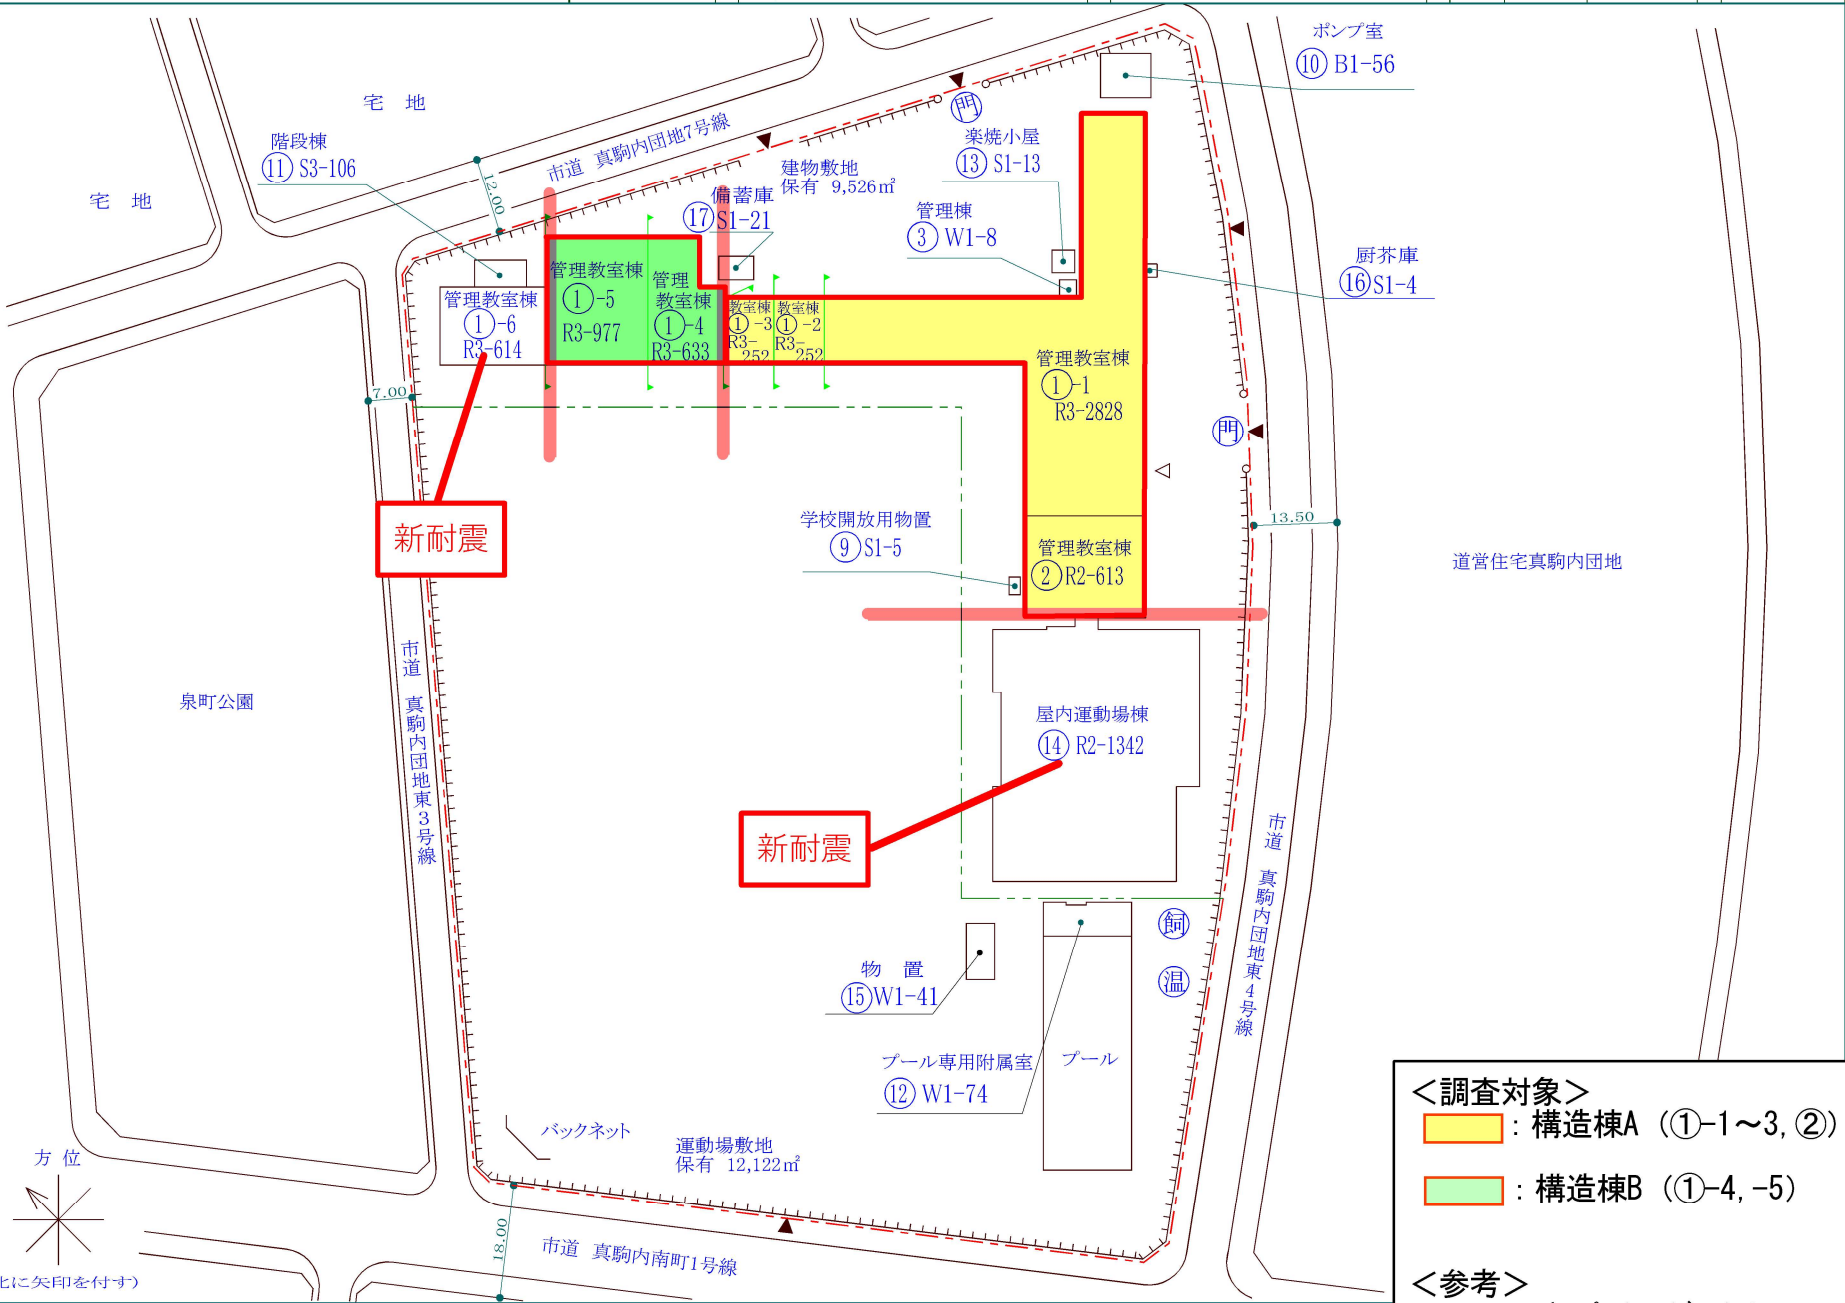 ポンプ室
⑩ B1-56
宅 地
階段棟
⑪ S3-106
市道 真駒内団地7号線
門
楽焼小屋
⑬ S1-13
建物敷地
保有 9,526㎡
12.00
宅 地
備蓄庫
⑰ S1-21
管理棟
③ W1-8
厨芥庫
⑯ S1-4
管理教室棟
①-6
R3-614
管理教室棟
①-5
R3-977
管理
教室棟
①-4
R3-633
教室棟
①-3
R3-
252
教室棟
①-2
R3-
252
管理教室棟
①-1
R3-2828
7.00
門
新耐震
学校開放用物置
⑨ S1-5
管理教室棟
② R2-613
13.50
道営住宅真駒内団地
泉町公園
市道 真駒内団地東3号線
屋内運動場棟
⑭ R2-1342
新耐震
市道 真駒内団地東4号線
飼
温
物 置
⑮ W1-41
プール専用附属室
⑫ W1-74
プール
バックネット
運動場敷地
保有 12,122㎡
方 位
に矢印を付す)
18.00
市道 真駒内南町1号線
<調査対象>
:構造棟A (①-1~3,②)
:構造棟B (①-4,-5)
<参考>